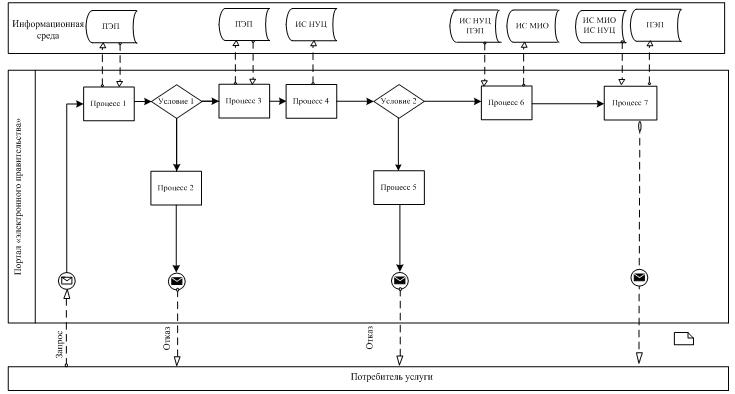 Информационная
среда
ПЭП
ПЭП
ИС НУЦ
ИС НУЦ
ПЭП
ИС МИО
ИС МИО
ИС НУЦ
ПЭП
Портал «электронного правительства»
Процесс 1
Условие 1
Процесс 3
Процесс 4
Условие 2
Процесс 6
Процесс 7
Процесс 2
Процесс 5
Запрос
Отказ
Отказ
Потребитель услуги